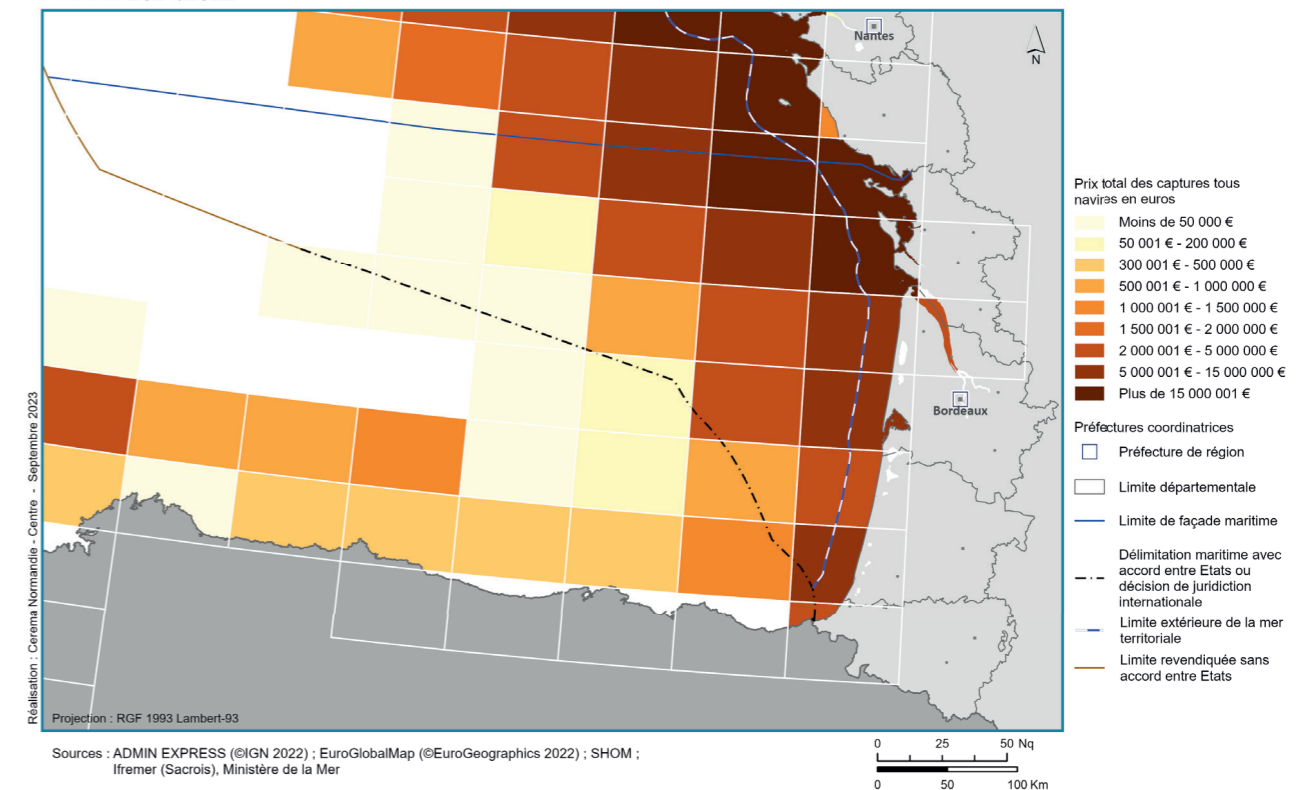 Nantes
N
Bordeaux
Prix total des captures tous
navires en euros
Moins de 50 000 €
50 001 € - 200 000 €
300 001 € - 500 000 €
500 001 € - 1 000 000 €
1 000 001 € - 1 500 000 €
1 500 001 € - 2 000 000 €
2 000 001 € - 5 000 000 €
5 000 001 € - 15 000 000 €
Plus de 15 000 001 €
Préfectures coordinatrices
Préfecture de région
Limite départementale
Limite de façade maritime
Délimitation maritime avec
accord entre Etats ou
décision de juridiction
internationale
Limite extérieure de la mer
territoriale
Limite revendiquée sans
accord entre Etats
Réalisation : Cerema Normandie - Centre - Septembre 2023
Projection : RGF 1993 Lambert-93
Sources : ADMIN EXPRESS (©IGN 2022) ; EuroGlobalMap (©EuroGeographics 2022) ; SHOM ;
Ifremer (Sacrois), Ministère de la Mer
0 25 50 Nq
0 50 100 Km